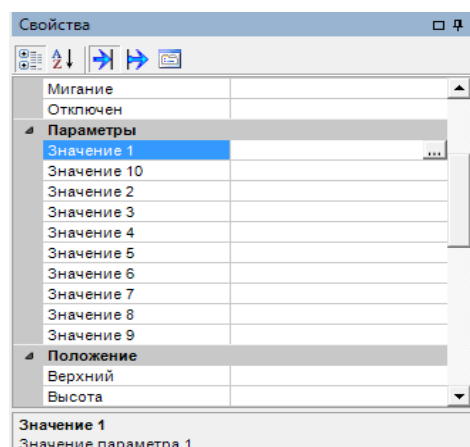 Свойства
Мигание
Отключен
Параметры
Значение 1
Значение 10
Значение 2
Значение 3
Значение 4
Значение 5
Значение 6
Значение 7
Значение 8
Значение 9
Положение
Верхний
Высота
Значение 1
Значение параметра 1